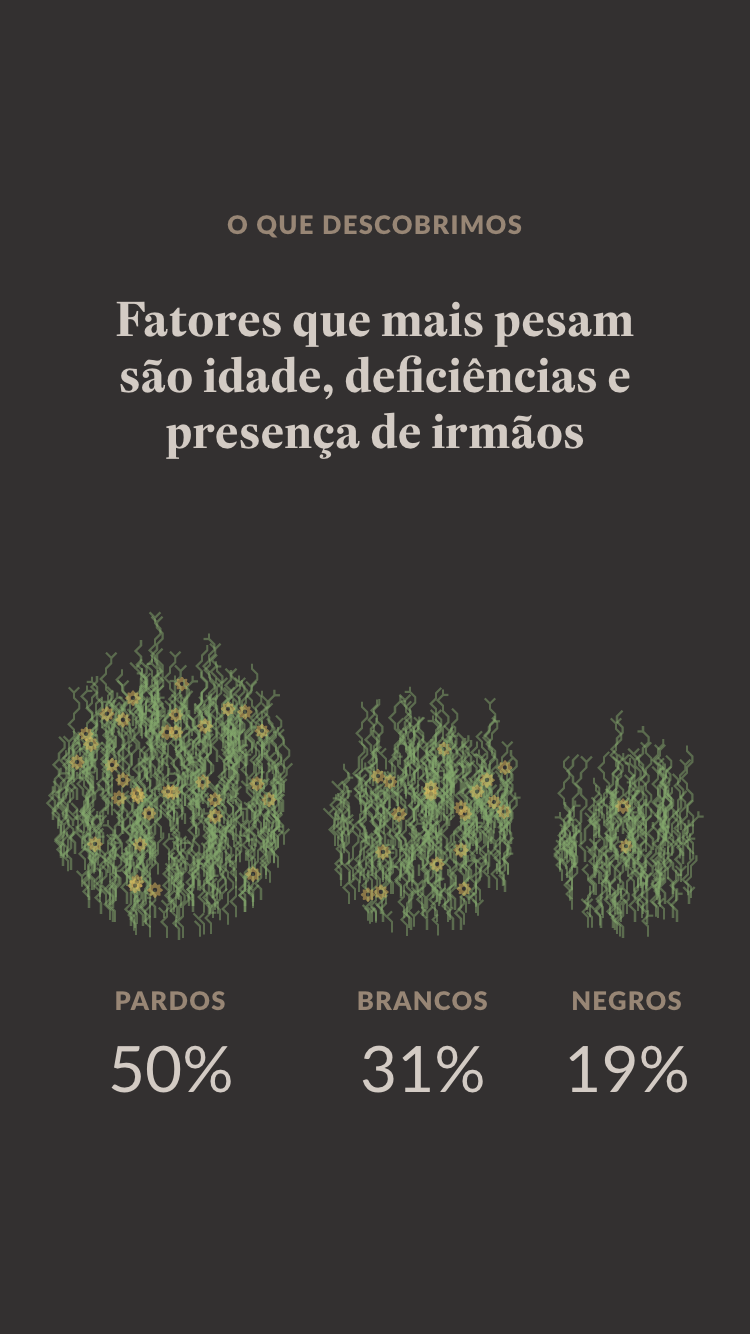 O QUE DESCOBRIMOS
Fatores que mais pesam
são idade, deficiências e
presença de irmãos
PARDOS
BRANCOS
NEGROS
50%
31%
19%